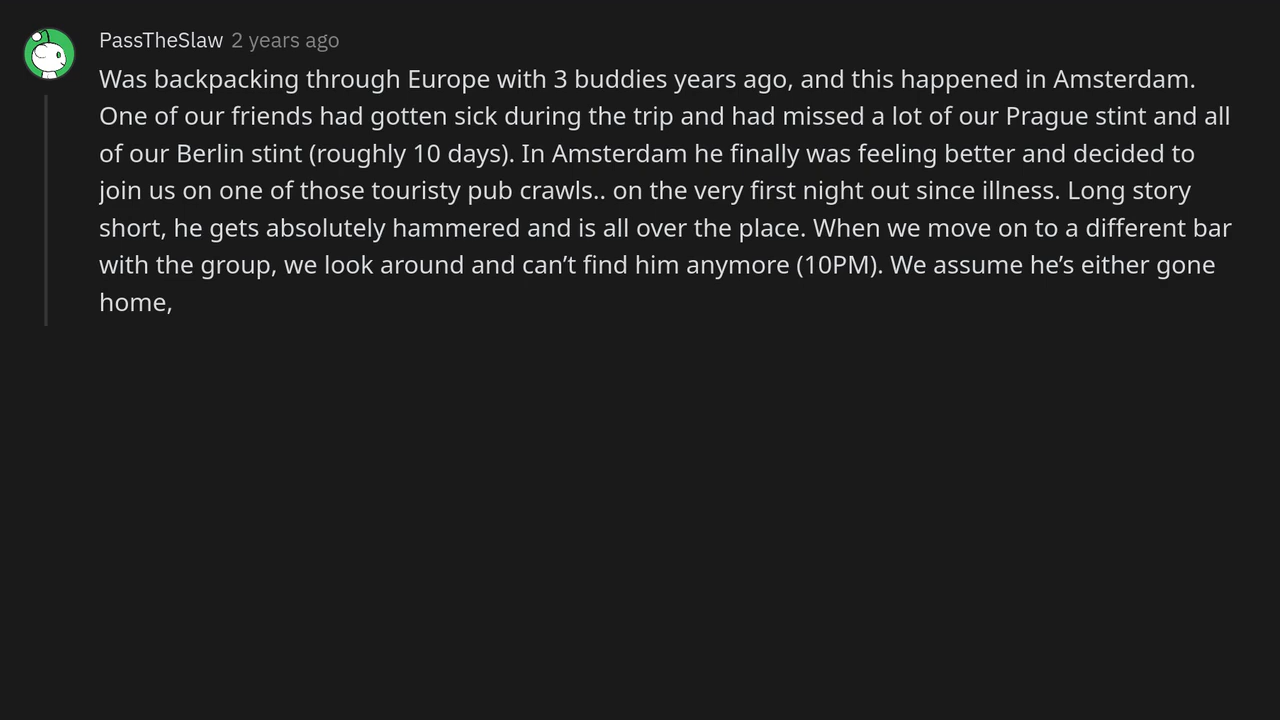 PassTheSlaw 2 years ago
Was backpacking through Europe with 3 buddies years ago, and this happened in Amsterdam.
One of our friends had gotten sick during the trip and had missed a lot of our Prague stint and all
of our Berlin stint (roughly 10 days). In Amsterdam he finally was feeling better and decided to
join us on one of those touristy pub crawls.. on the very first night out since illness. Long story
short, he gets absolutely hammered and is all over the place. When we move on to a different bar
with the group, we look around and can’t find him anymore (10PM). We assume he’s either gone
home,